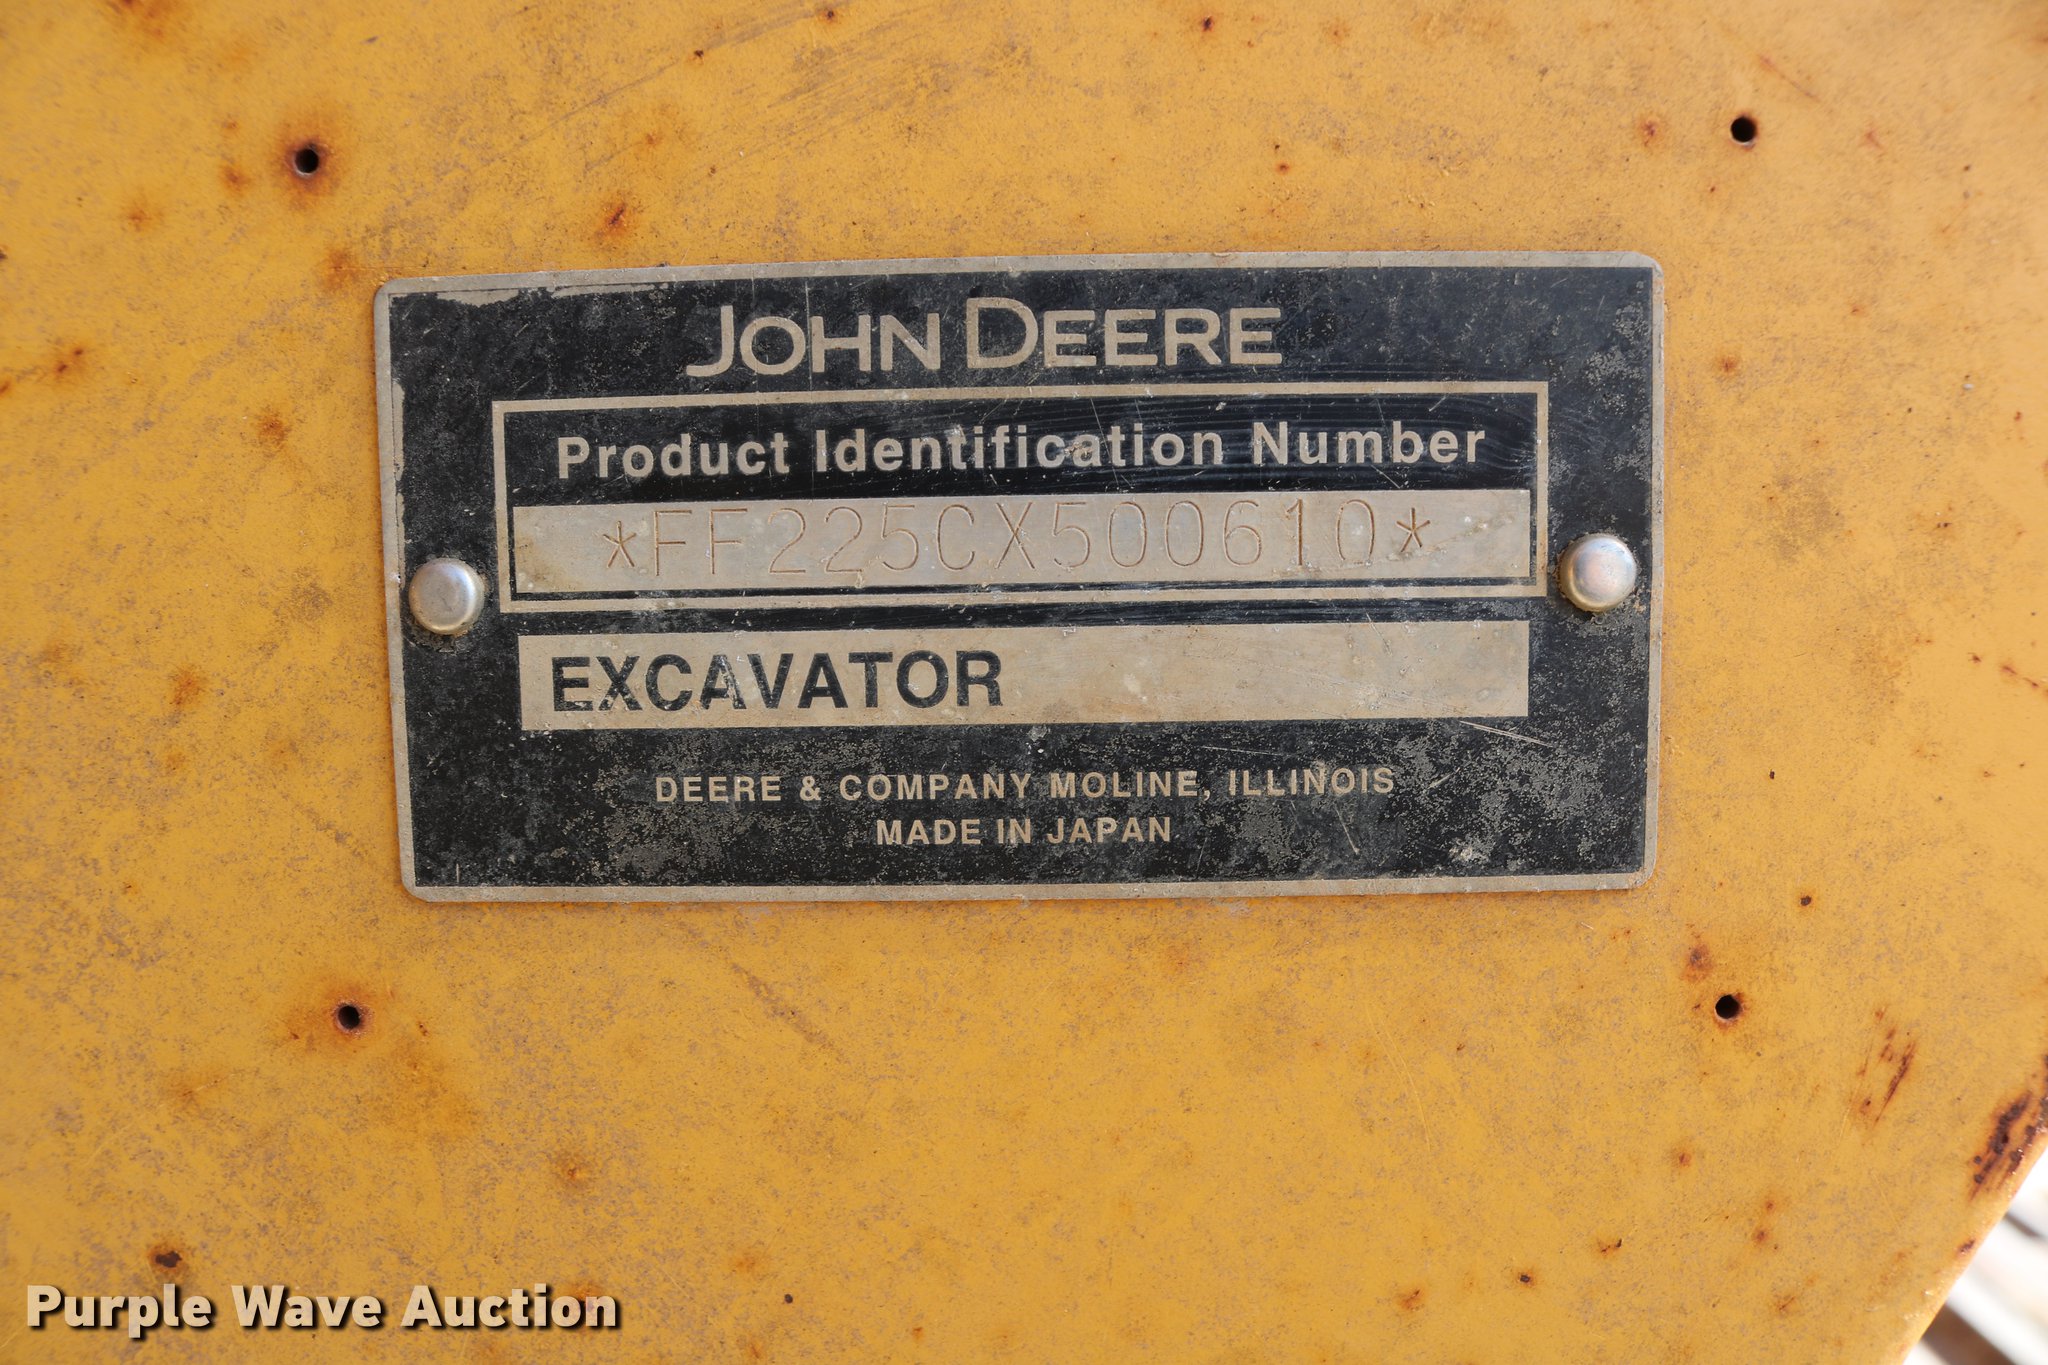 JOHN DEERE
Product Identification Number
*FF225CX500610*
EXCAVATOR
DEERE & COMPANY MOLINE, ILLINOIS
MADE IN JAPAN
Purple Wave Auction